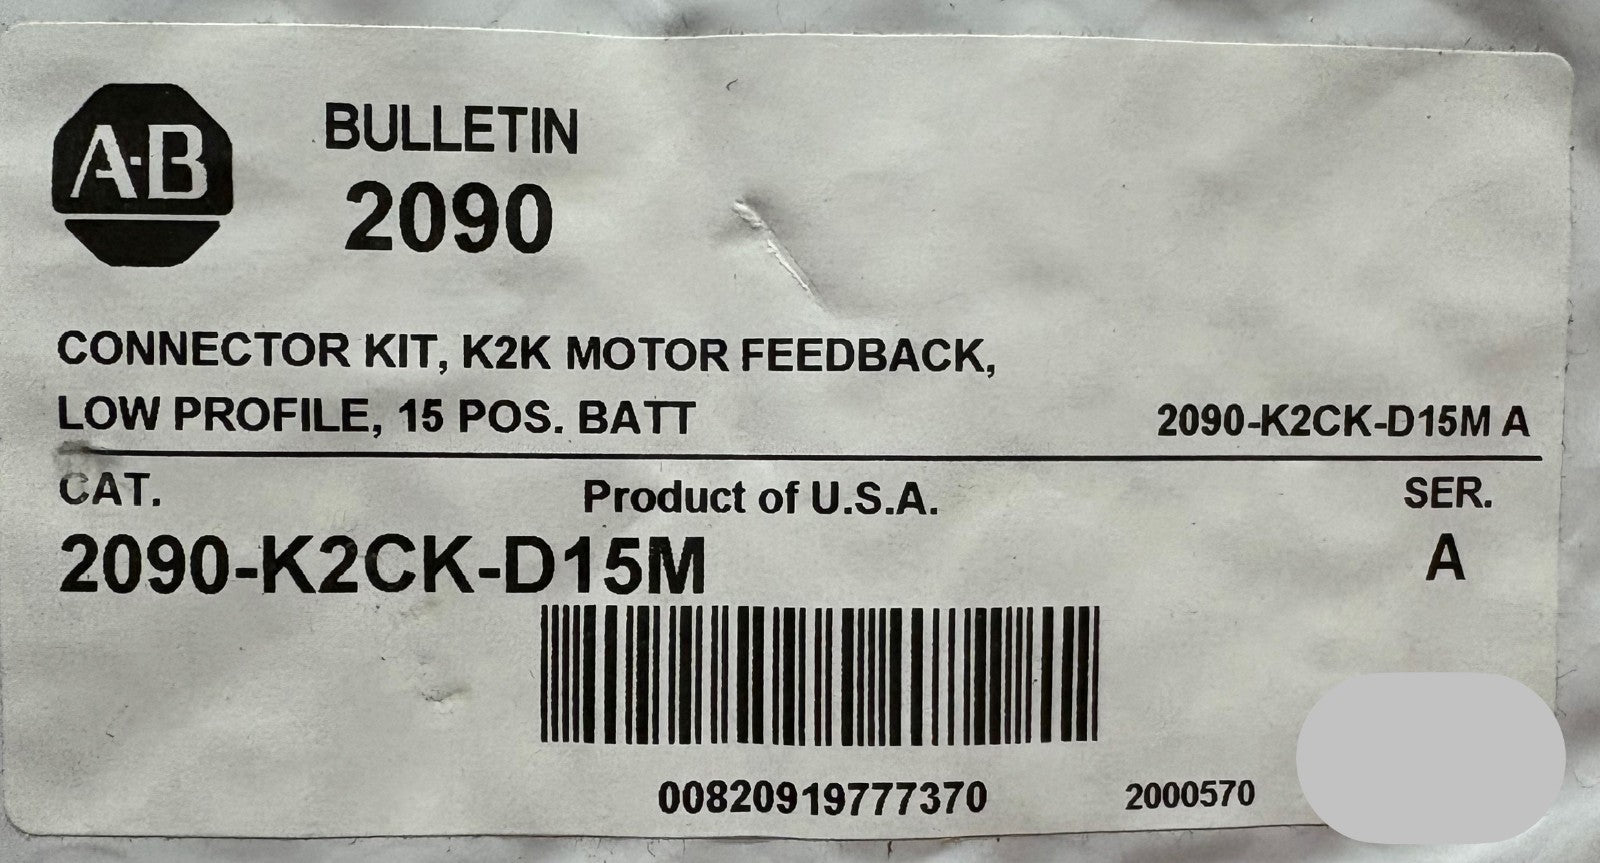 A-B
BULLETIN
2090
CONNECTOR KIT, K2K MOTOR FEEDBACK,
LOW PROFILE, 15 POS. BATT
2090-K2CK-D15M A
CAT.
Product of U.S.A.
SER.
2090-K2CK-D15M
A
00820919777370
2000570